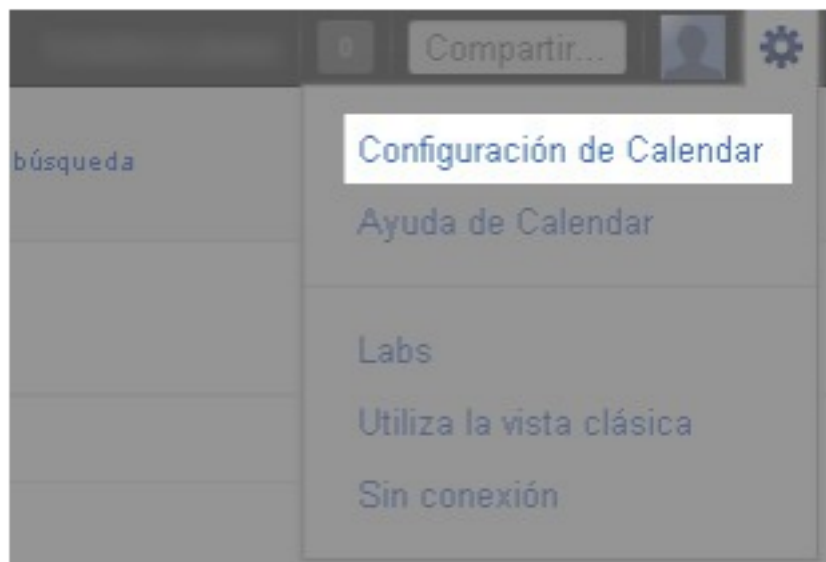 0 Compartir...
búsqueda
Configuración de Calendar
Ayuda de Calendar
Labs
Utiliza la vista clásica
Sin conexión